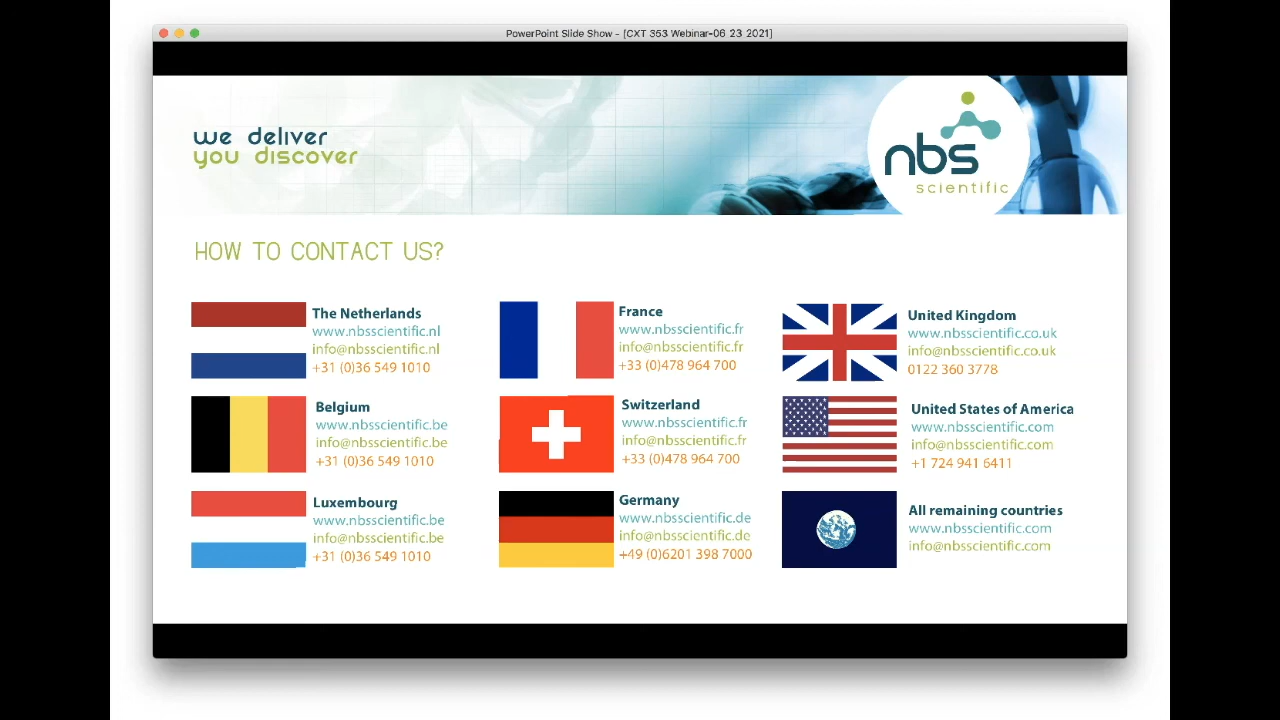 PowerPoint Slide Show - [CXT 353 Webinar-06 23 2021]
we deliver
you discover
nbs
scientific
HOW TO CONTACT US?
The Netherlands
www.nbsscientific.nl
info@nbsscientific.nl
+31 (0)36 549 1010
France
www.nbsscientific.fr
info@nbsscientific.fr
+33 (0)478 964 700
United Kingdom
www.nbsscientific.co.uk
info@nbsscientific.co.uk
0122 360 3778
Belgium
www.nbsscientific.be
info@nbsscientific.be
+31 (0)36 549 1010
Switzerland
www.nbsscientific.fr
info@nbsscientific.fr
+33 (0)478 964 700
United States of America
www.nbsscientific.com
info@nbsscientific.com
+1 724 941 6411
Luxembourg
www.nbsscientific.be
info@nbsscientific.be
+31 (0)36 549 1010
Germany
www.nbsscientific.de
info@nbsscientific.de
+49 (0)6201 398 7000
All remaining countries
www.nbsscientific.com
info@nbsscientific.com